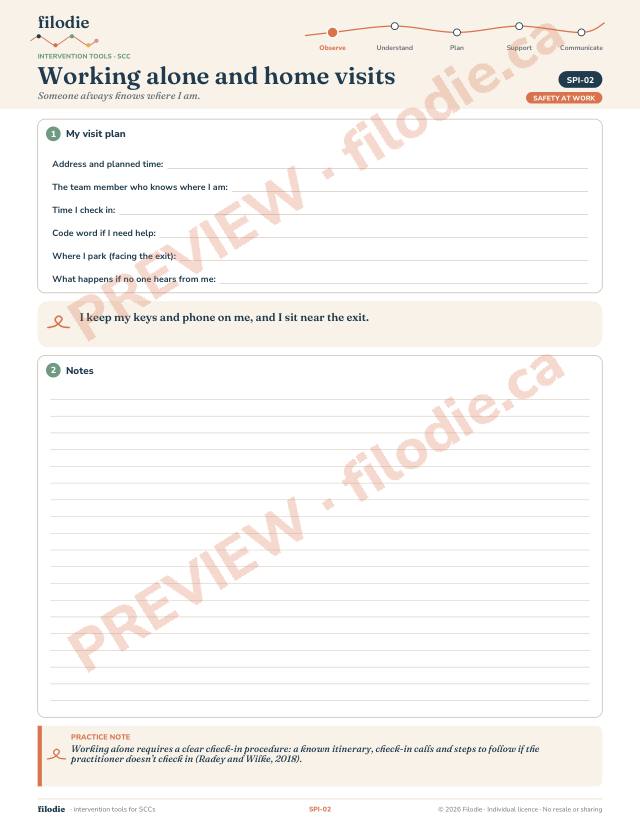 filodie
INTERVENTION TOOLS · SCC
Observe Understand Plan Support Communicate
Working alone and home visits
Someone always knows where I am.
SPI-02
SAFETY AT WORK
1 My visit plan
Address and planned time:
The team member who knows where I am:
Time I check in:
Code word if I need help:
Where I park (facing the exit):
What happens if no one hears from me:
I keep my keys and phone on me, and I sit near the exit.
2 Notes
PREVIEW · filodie.ca
PREVIEW · filodie.ca
PRACTICE NOTE
Working alone requires a clear check-in procedure: a known itinerary, check-in calls and steps to follow if the
practitioner doesn't check in (Radey and Wilke, 2018).
filodie · intervention tools for SCCs
SPI-02
© 2026 Filodie · Individual licence · No resale or sharing